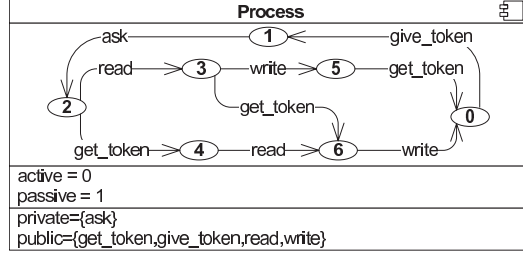 Process
ask 1 give_token
read 3 write 5 get_token
2 get_token 0
get_token 4 read 6 write
active = 0
passive = 1
private={ask}
public={get_token,give_token,read,write}